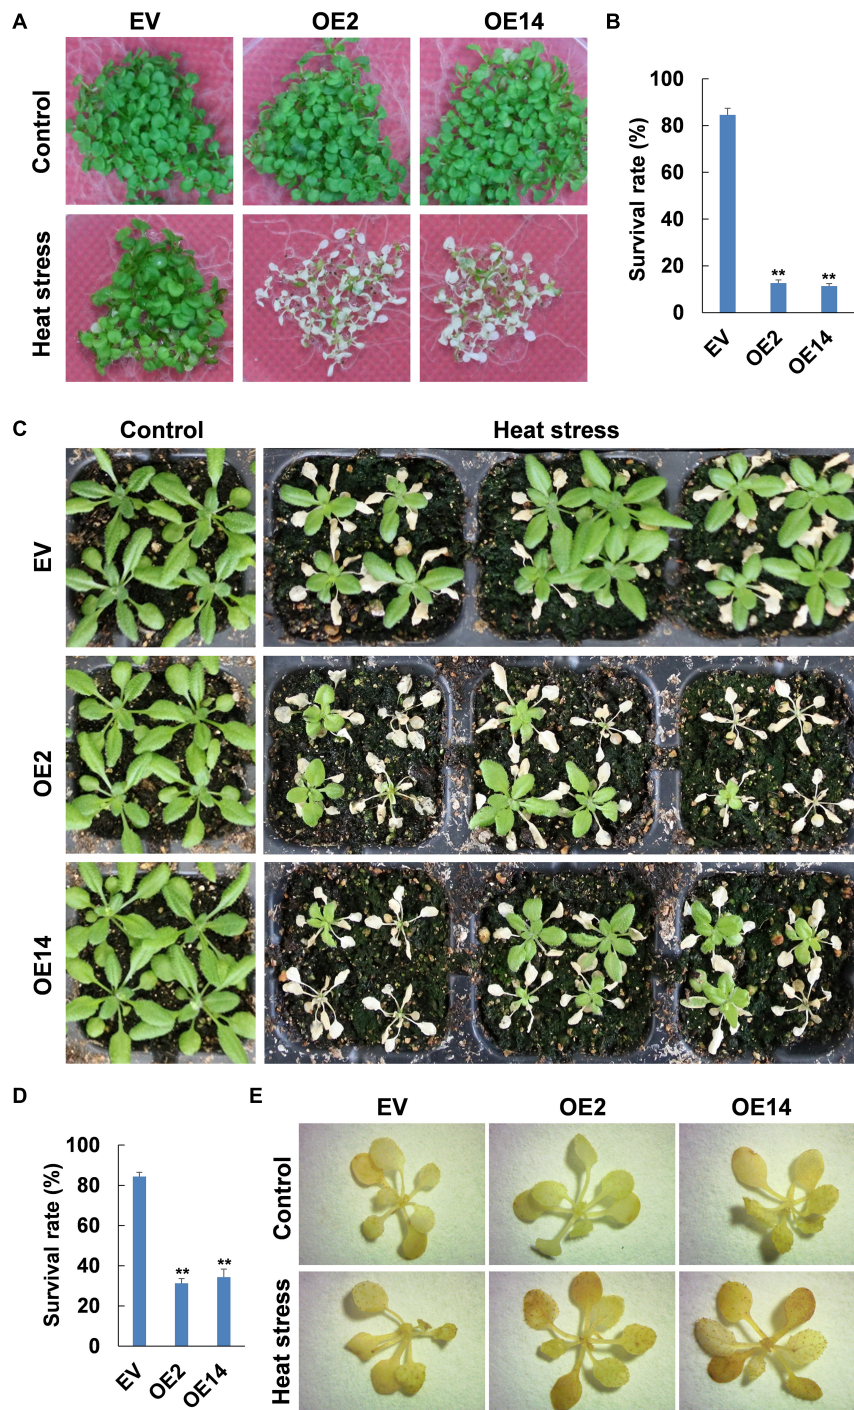 A
EV
OE2
OE14
Control
Heat stress
B
Survival rate (%)
100
80
60
40
20
0
**
**
EV
OE2
OE14
C
Control
Heat stress
EV
OE2
OE14
D
Survival rate (%)
100
80
60
40
20
0
**
**
EV
OE2
OE14
E
EV
OE2
OE14
Control
Heat stress